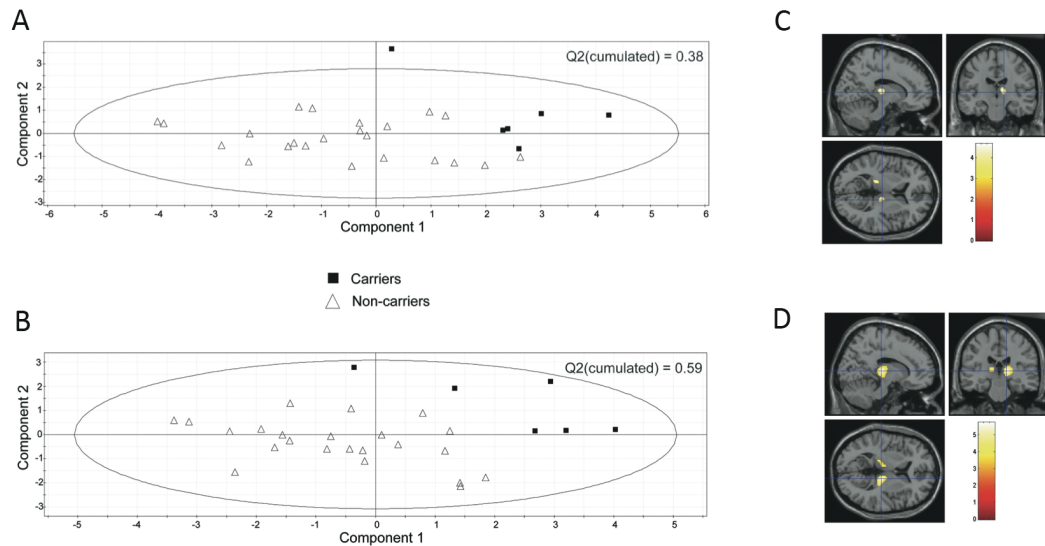 A
Component 2
3
2
1
0
-1
-2
-3
Q2(cumulated) = 0.38
-6 -5 -4 -3 -2 -1 0 1 2 3 4 5 6
Component 1
Carriers
Non-carriers
B
Component 2
3
2
1
0
-1
-2
-3
Q2(cumulated) = 0.59
-5 -4 -3 -2 -1 0 1 2 3 4 5
Component 1
C
4
3
2
1
0
D
5
4
3
2
1
0